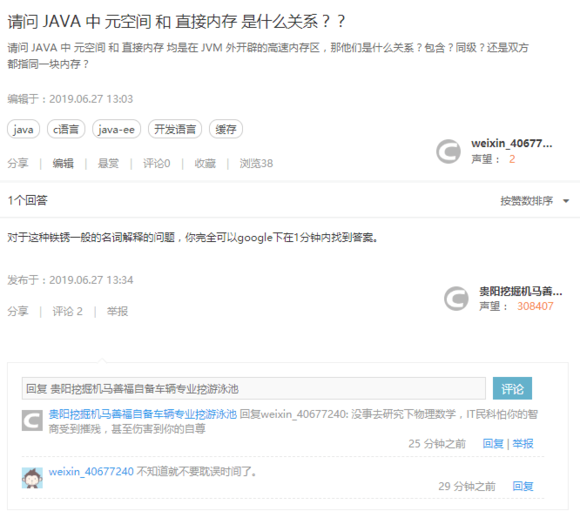 请问 JAVA 中 元空间 和 直接内存 是什么关系？？
请问 JAVA 中 元空间 和 直接内存 均是在 JVM 外开辟的高速内存区，那他们是什么关系？包含？同级？还是双方
都指同一块内存？
编辑于：2019.06.27 13:03
java c语言 java-ee 开发语言 缓存
分享 | 编辑 | 悬赏 | 评论0 | 收藏 | 浏览38
weixin_40677...
声望： 2
1个回答
按赞数排序
对于这种铁锈一般的名词解释的问题，你完全可以google下在1分钟内找到答案。
发布于：2019.06.27 13:34
分享 | 评论 2 | 举报
贵阳挖掘机马善...
声望： 308407
回复 贵阳挖掘机马善福自备车辆专业挖游泳池
评论
贵阳挖掘机马善福自备车辆专业挖游泳池 回复weixin_40677240: 没事去研究下物理数学，IT民科怕你的智
商受到摧残，甚至伤害到你的自尊
25 分钟之前 回复 | 举报
weixin_40677240 不知道就不要耽误时间了。
29 分钟之前 回复